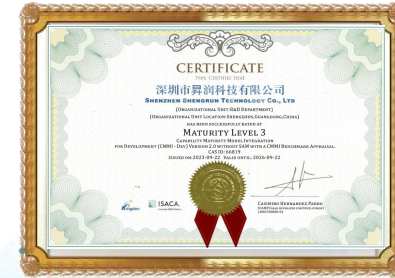 CERTIFICATE
THIS CERTIFIES THAT
深圳市昇润科技有限公司
SHENZHEN SHENGRUN TECHNOLOGY CO., LTD
(ORGANIZATIONAL UNIT: R&D DEPARTMENT)
(ORGANIZATIONAL UNIT LOCATION SHENGZHEN, GUANGDONG, CHINA)
HAS BEEN SUCCESSFULLY RATED AT
MATURITY LEVEL 3
CAPABILITY MATURITY MODEL INTEGRATION
FOR DEVELOPMENT (CMMI - DEV) VERSION 2.0 WITHOUT SAM WITH A CMMI BENCHMARK APPRAISAL.
CAS ID: 66819
ISSUED ON: 2023-09-22 VALID UNTIL: 2026-09-22
ISACA.
CASIMIRO HERNANDEZ PARRO